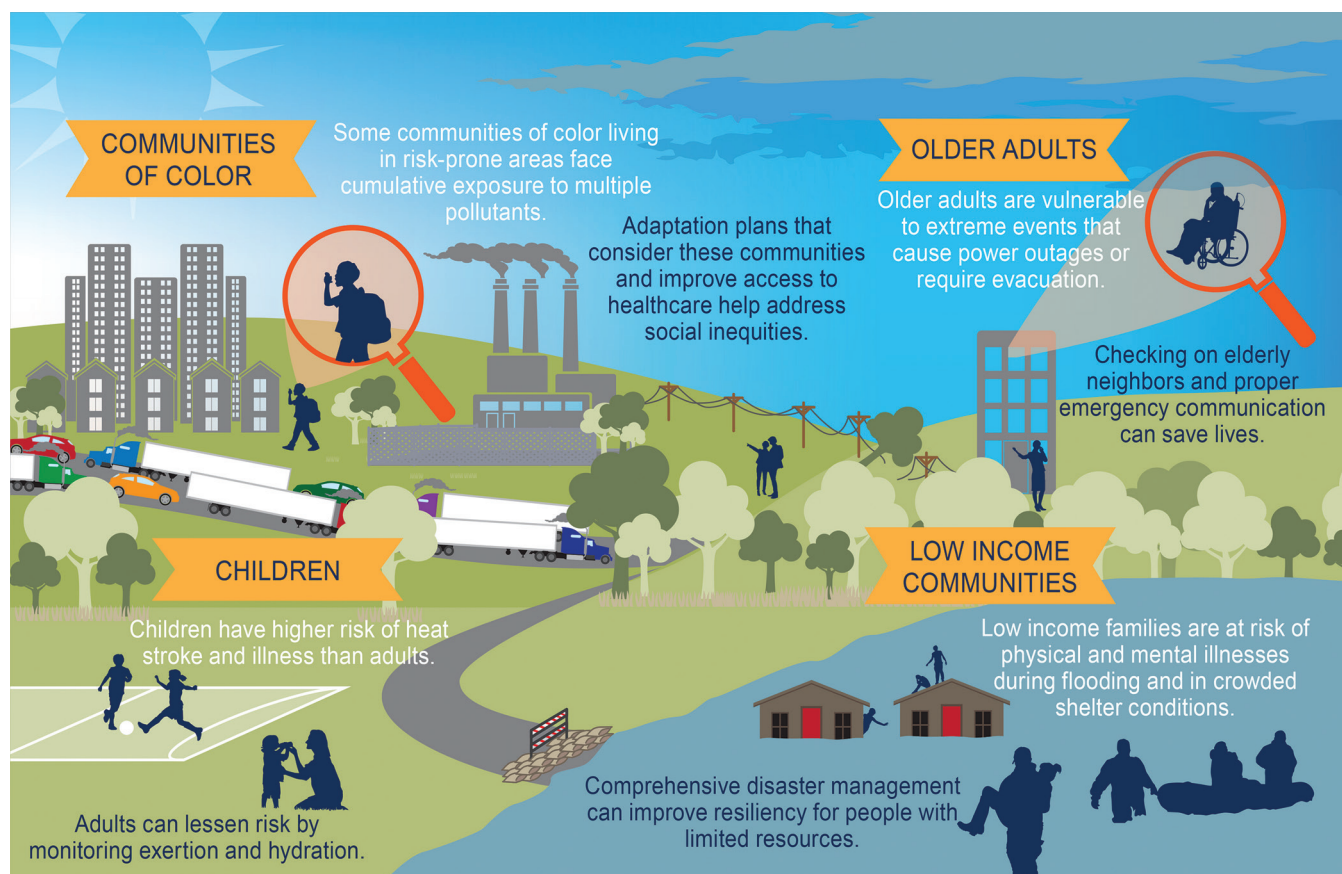 COMMUNITIES
OF COLOR
Some communities of color living
in risk-prone areas face
cumulative exposure to multiple
pollutants.
Adaptation plans that
consider these communities
and improve access to
healthcare help address
social inequities.
OLDER ADULTS
Older adults are vulnerable
to extreme events that
cause power outages or
require evacuation.
Checking on elderly
neighbors and proper
emergency communication
can save lives.
CHILDREN
Children have higher risk of heat
stroke and illness than adults.
Adults can lessen risk by
monitoring exertion and hydration.
LOW INCOME
COMMUNITIES
Low income families are at risk of
physical and mental illnesses
during flooding and in crowded
shelter conditions.
Comprehensive disaster management
can improve resiliency for people with
limited resources.